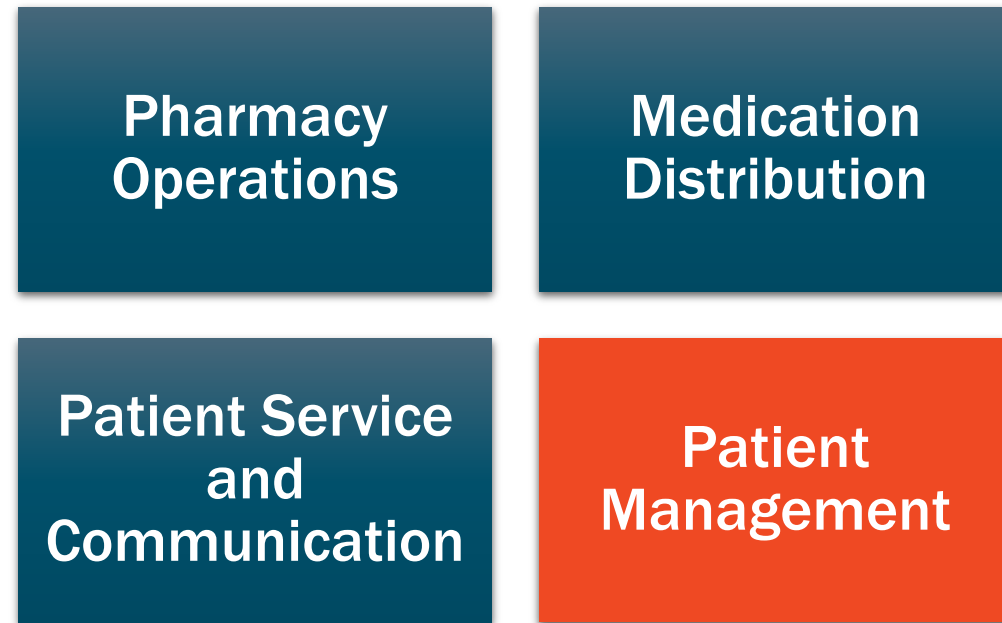 Pharmacy
Operations
Medication
Distribution
Patient Service
and
Communication
Patient
Management